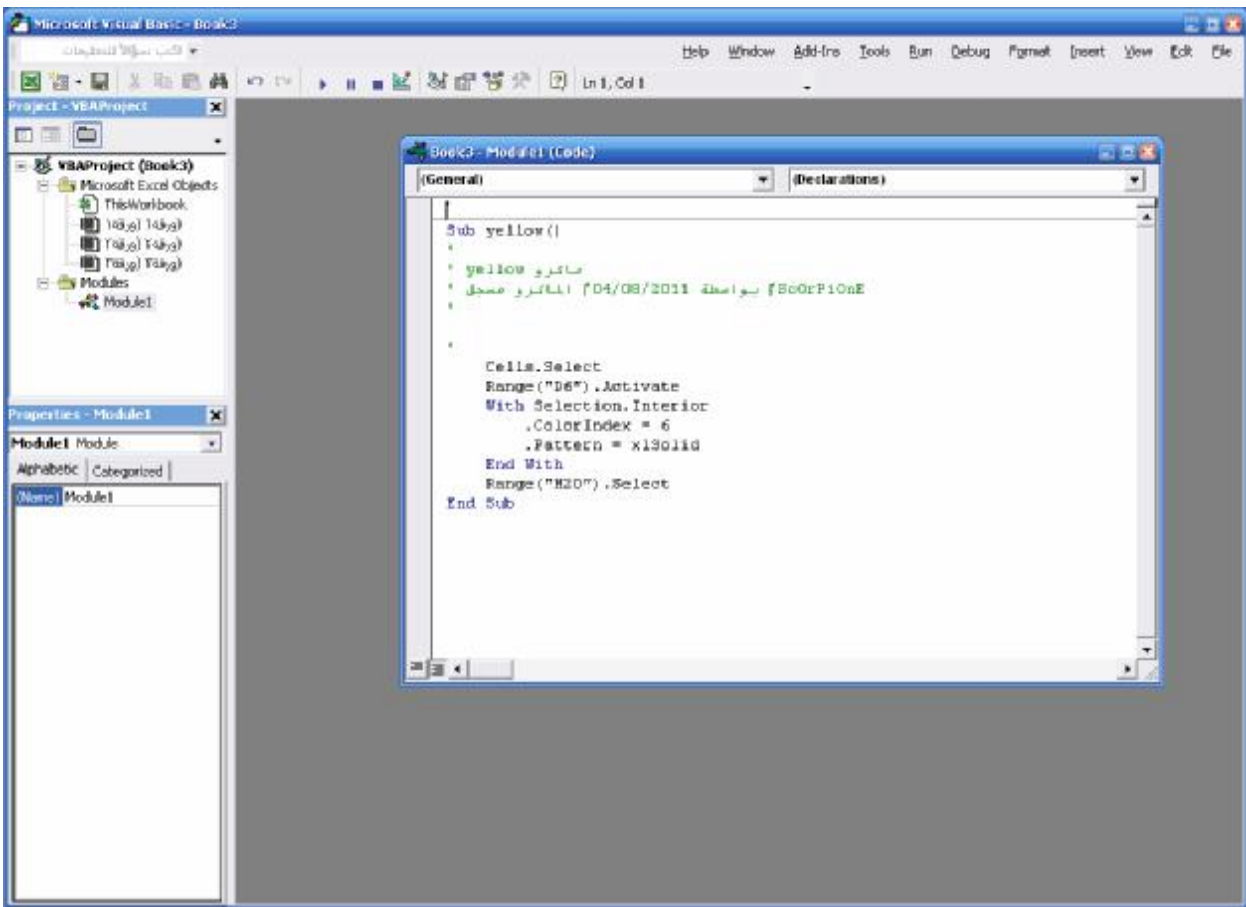 Microsoft Visual Basic - Book3
Help Window Add-Ins Tools Run Debug Format Insert View Edit File
Ln 1, Col 1
Project - VBAProject
VBAProject (Book3)
Microsoft Excel Objects
ThisWorkbook
Modules
Module1
Properties - Module1
Module1 Module
Alphabetic Categorized
(Name) Module1
Book3 - Module1 (Code)
(General) (Declarations)
Sub yellow()
'
' yellow ماكرو
' الماكرو مسجل 04/08/2011 بواسطة ScOrPiOnE
'
'
Cells.Select
Range("D6").Activate
With Selection.Interior
.ColorIndex = 6
.Pattern = xlSolid
End With
Range("H20").Select
End Sub